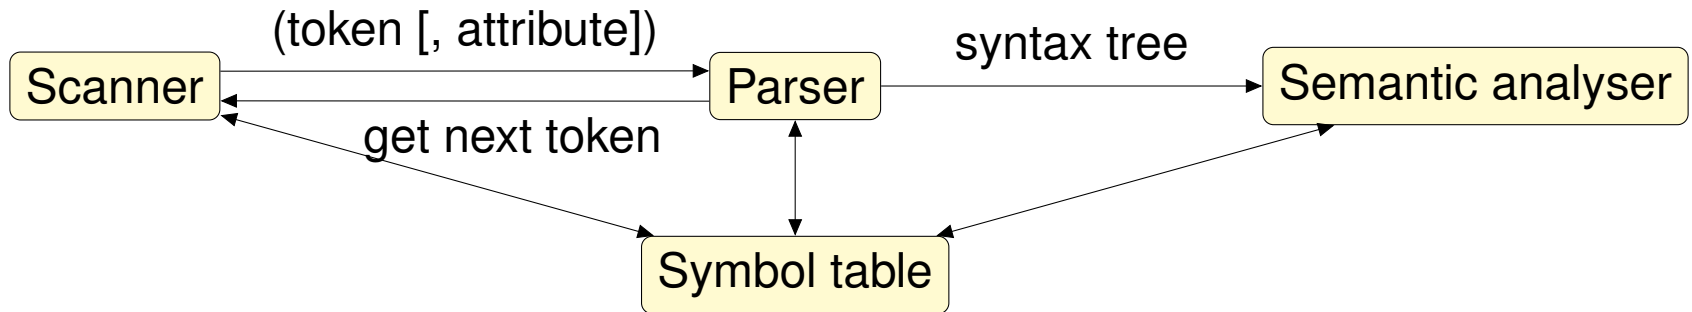 (token [, attribute])
syntax tree
Scanner
Parser
Semantic analyser
get next token
Symbol table